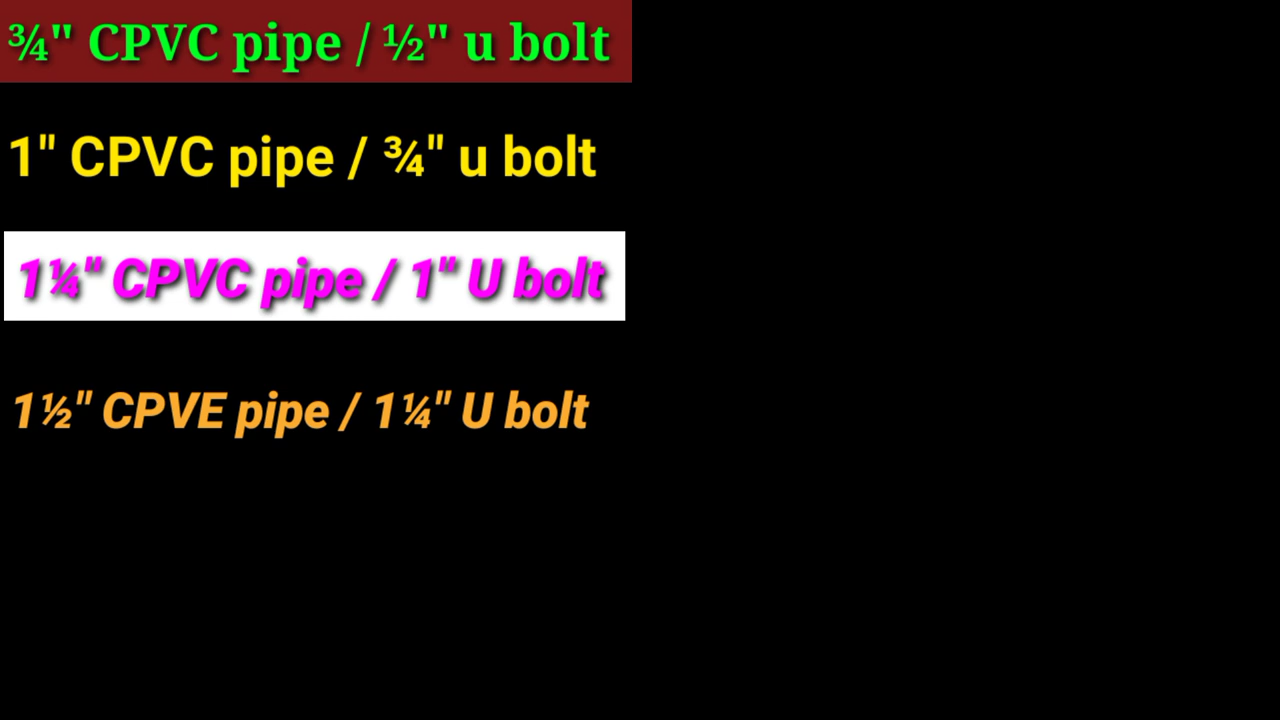 ¾" CPVC pipe / ½" u bolt
1" CPVC pipe / ¾" u bolt
1¼" CPVC pipe / 1" U bolt
1½" CPVE pipe / 1¼" U bolt